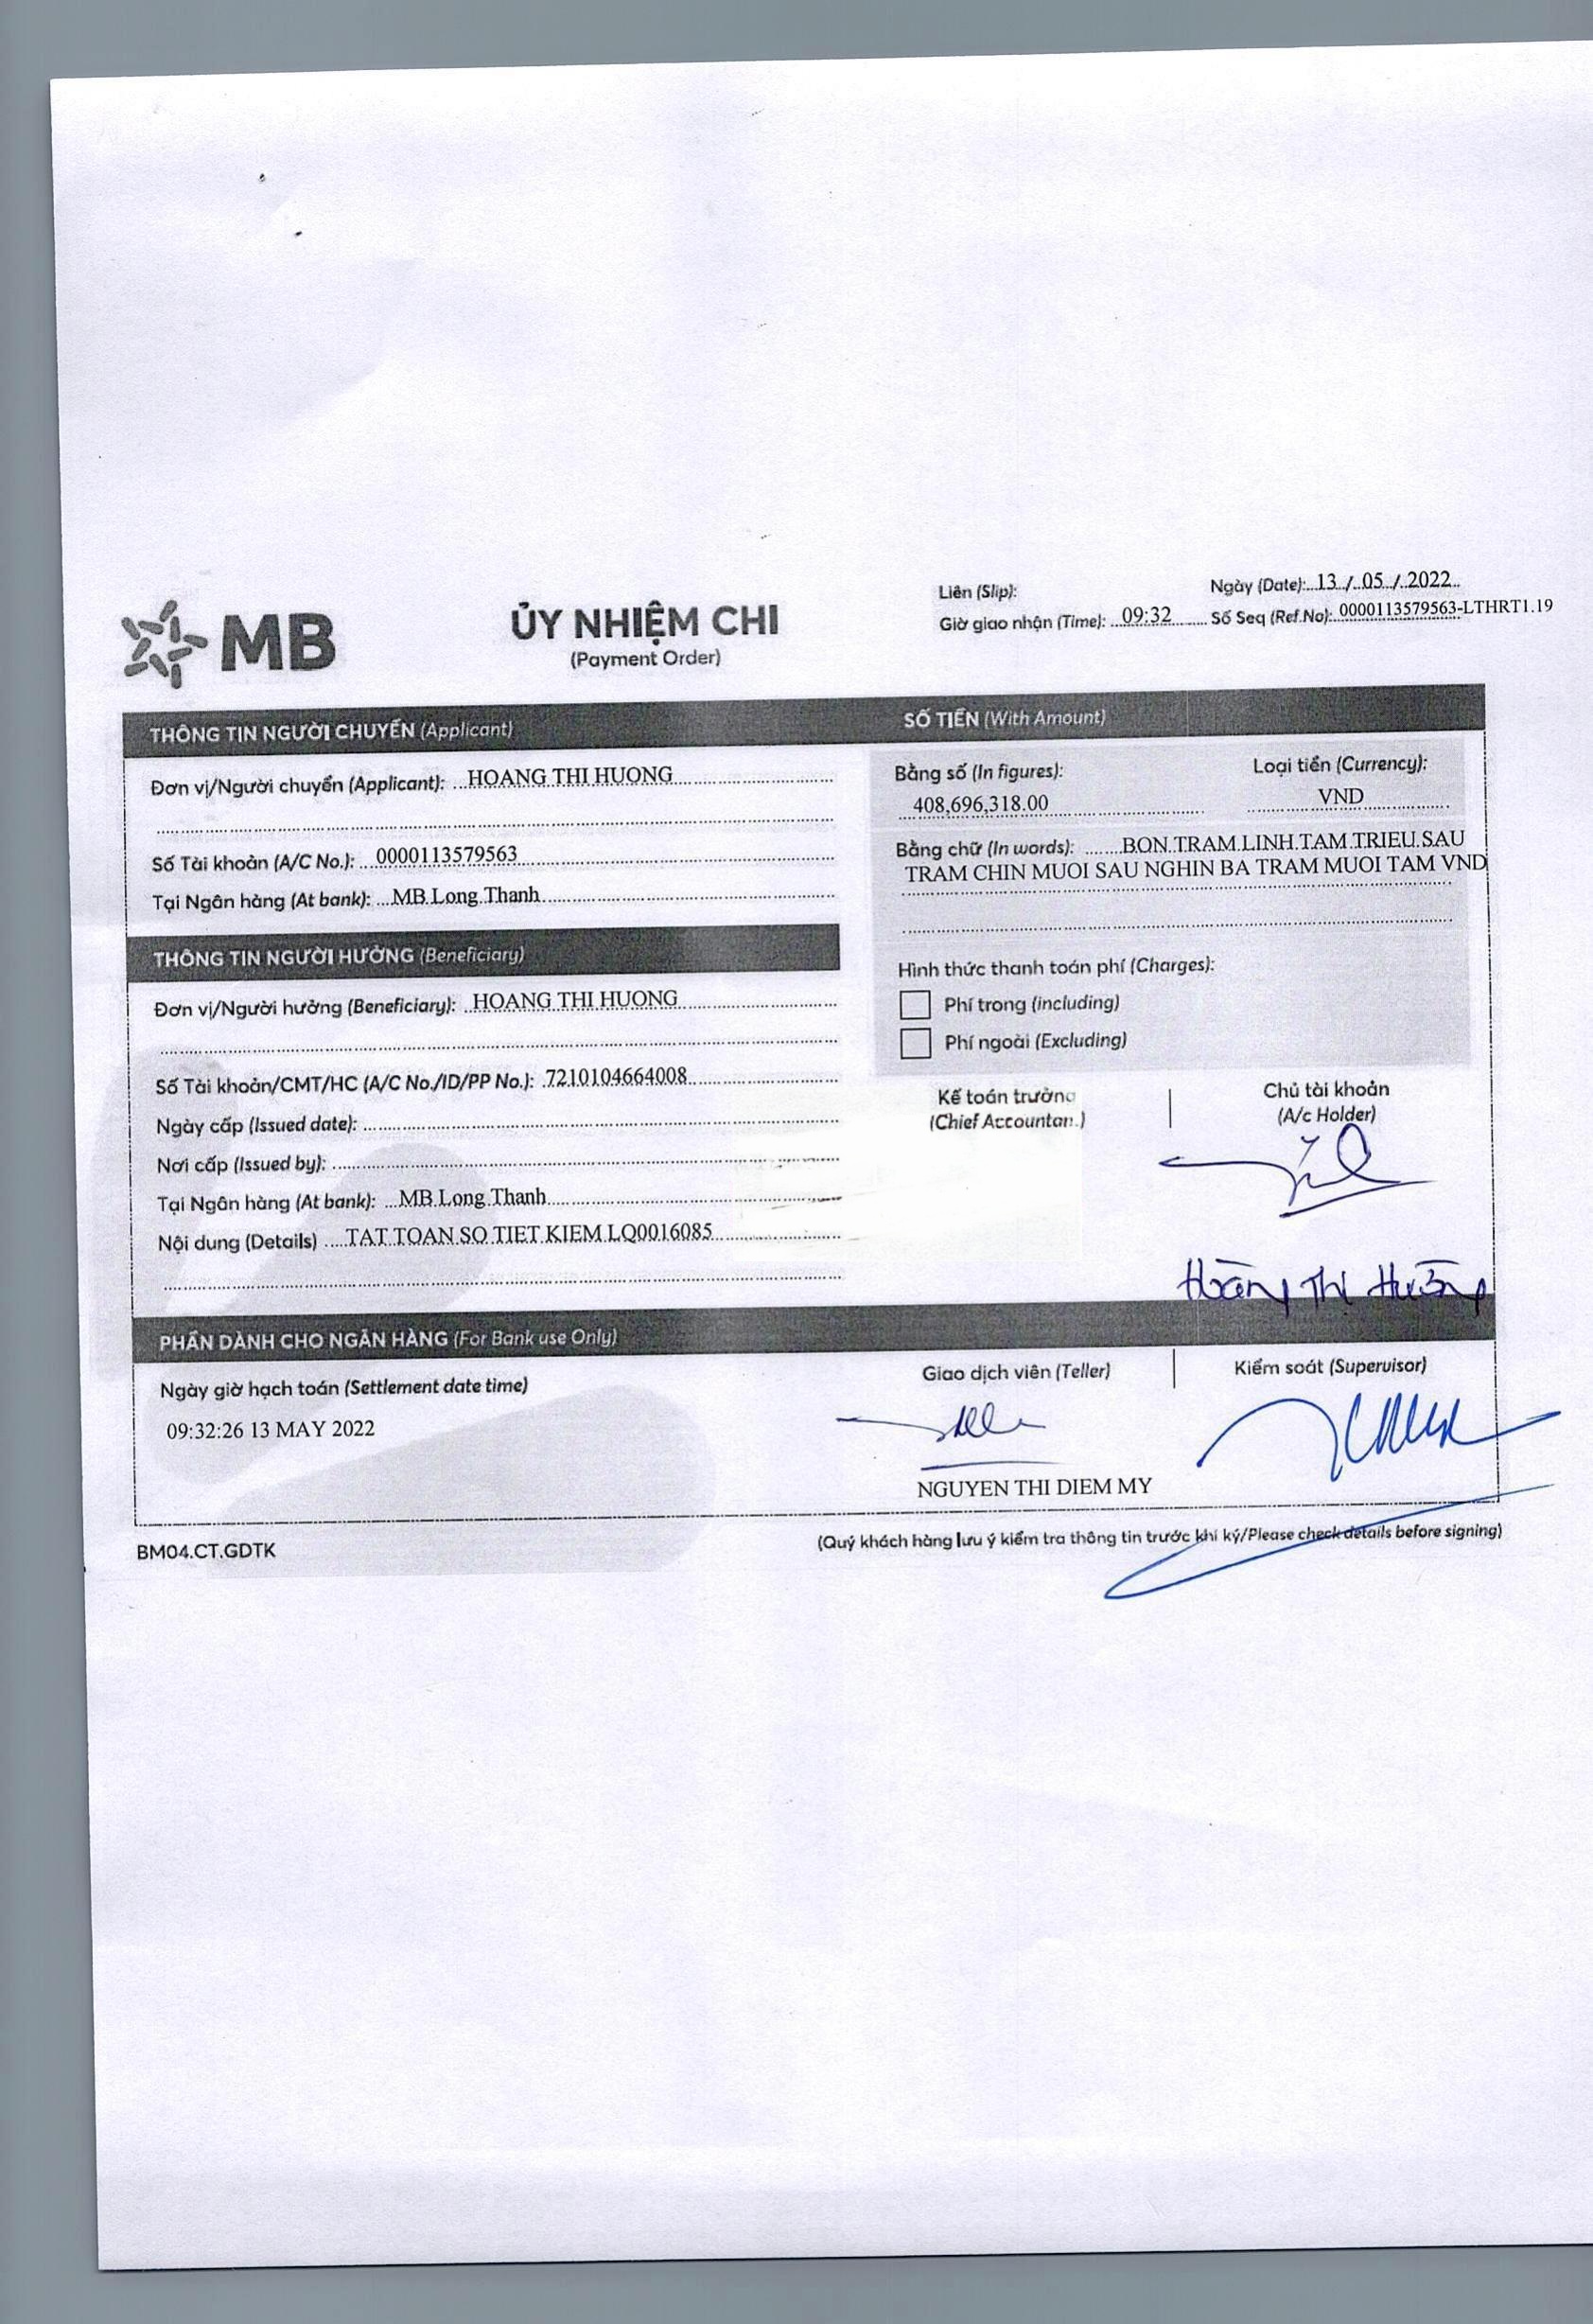 MB
ỦY NHIỆM CHI
(Payment Order)
Liên (Slip):
Ngày (Date): 13 / 05 / 2022
Giờ giao nhận (Time): 09:32
Số Seq (Ref.No): 0000113579563-LTHRT1.19
THÔNG TIN NGƯỜI CHUYỂN (Applicant)
Đơn vị/Người chuyển (Applicant): HOANG THI HUONG
Số Tài khoản (A/C No.): 0000113579563
Tại Ngân hàng (At bank): MB Long Thanh
THÔNG TIN NGƯỜI HƯỞNG (Beneficiary)
Đơn vị/Người hưởng (Beneficiary): HOANG THI HUONG
Số Tài khoản/CMT/HC (A/C No./ID/PP No.): 7210104664008
Ngày cấp (Issued date):
Nơi cấp (Issued by):
Tại Ngân hàng (At bank): MB Long Thanh
Nội dung (Details) TAT TOAN SO TIET KIEM LQ0016085
SỐ TIỀN (With Amount)
Bằng số (In figures):
Loại tiền (Currency):
408,696,318.00
VND
Bằng chữ (In words): BON TRAM LINH TAM TRIEU SAU
TRAM CHIN MUOI SAU NGHIN BA TRAM MUOI TAM VND
Hình thức thanh toán phí (Charges):
Phí trong (including)
Phí ngoài (Excluding)
Kế toán trưởng
(Chief Accountan.)
Chủ tài khoản
(A/c Holder)
Hoàng Thị Hường
PHẦN DÀNH CHO NGÂN HÀNG (For Bank use Only)
Ngày giờ hạch toán (Settlement date time)
09:32:26 13 MAY 2022
Giao dịch viên (Teller)
Kiểm soát (Supervisor)
NGUYEN THI DIEM MY
BM04.CT.GDTK
(Quý khách hàng lưu ý kiểm tra thông tin trước khi ký/Please check details before signing)